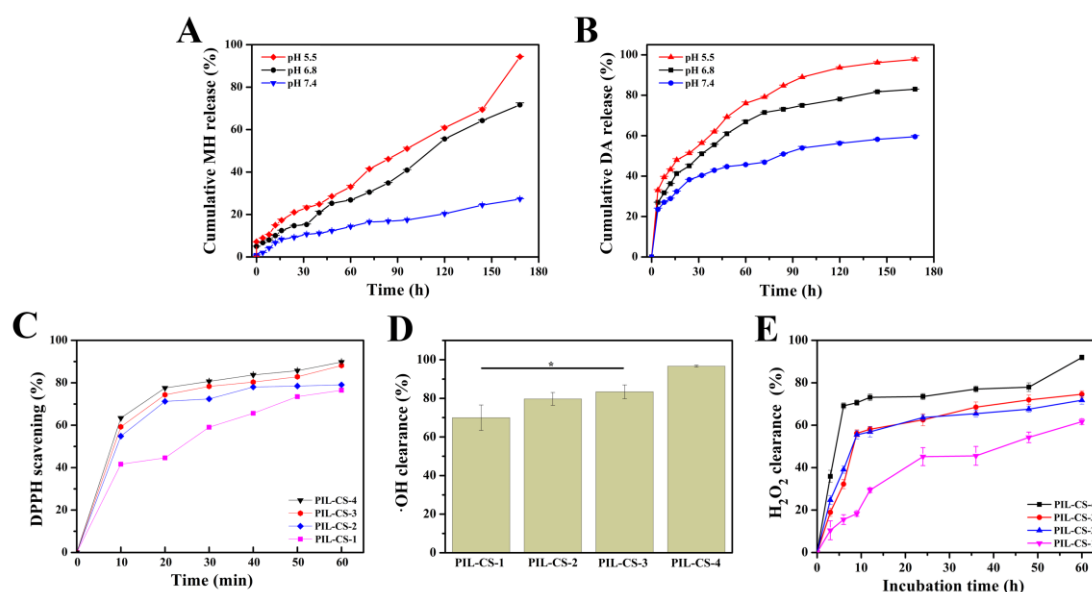 A
Cumulative MH release (%)
100
80
60
40
20
0
pH 5.5
pH 6.8
pH 7.4
0 30 60 90 120 150 180
Time (h)
B
Cumulative DA release (%)
100
80
60
40
20
0
pH 5.5
pH 6.8
pH 7.4
0 30 60 90 120 150 180
Time (h)
C
DPPH scavening (%)
100
80
60
40
20
0
PIL-CS-4
PIL-CS-3
PIL-CS-2
PIL-CS-1
0 10 20 30 40 50 60
Time (min)
D
·OH clearance (%)
100
80
60
40
20
0
*
PIL-CS-1 PIL-CS-2 PIL-CS-3 PIL-CS-4
E
H2O2 clearance (%)
100
80
60
40
20
0
PIL-CS-
PIL-CS-
PIL-CS-
PIL-CS-
0 10 20 30 40 50 60
Incubation time (h)